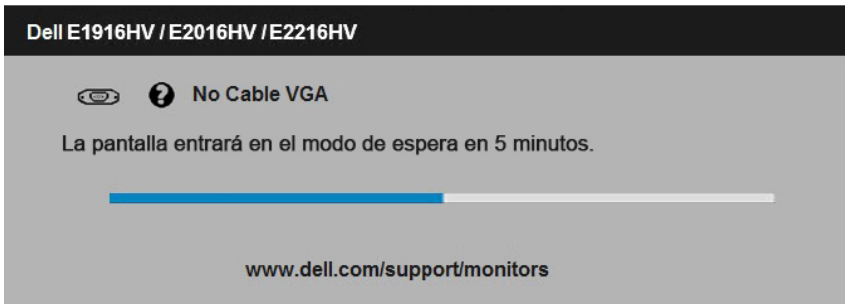 Dell E1916HV / E2016HV / E2216HV
? No Cable VGA
La pantalla entrará en el modo de espera en 5 minutos.
www.dell.com/support/monitors